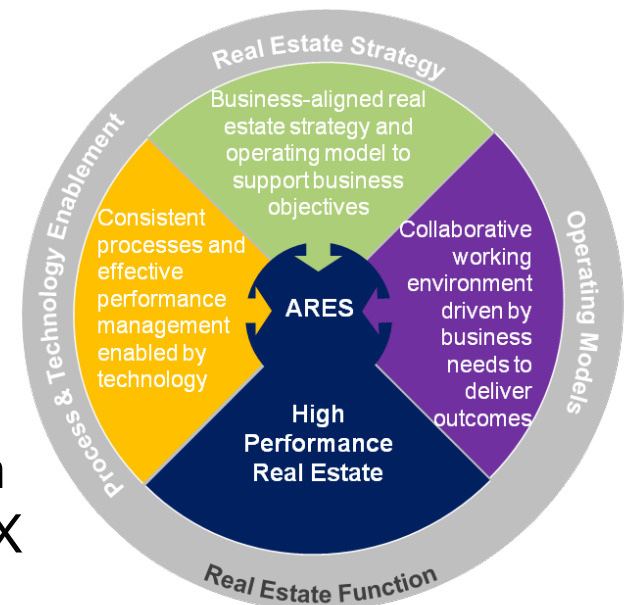 Real Estate Strategy
Business-aligned real
estate strategy and
operating model to
support business
objectives
Process & Technology Enablement
Consistent
processes and
effective
performance
management
enabled by
technology
Collaborative
working
environment
driven by
business
needs to
deliver
outcomes
Operating Models
ARES
High
Performance
Real Estate
Real Estate Function
X